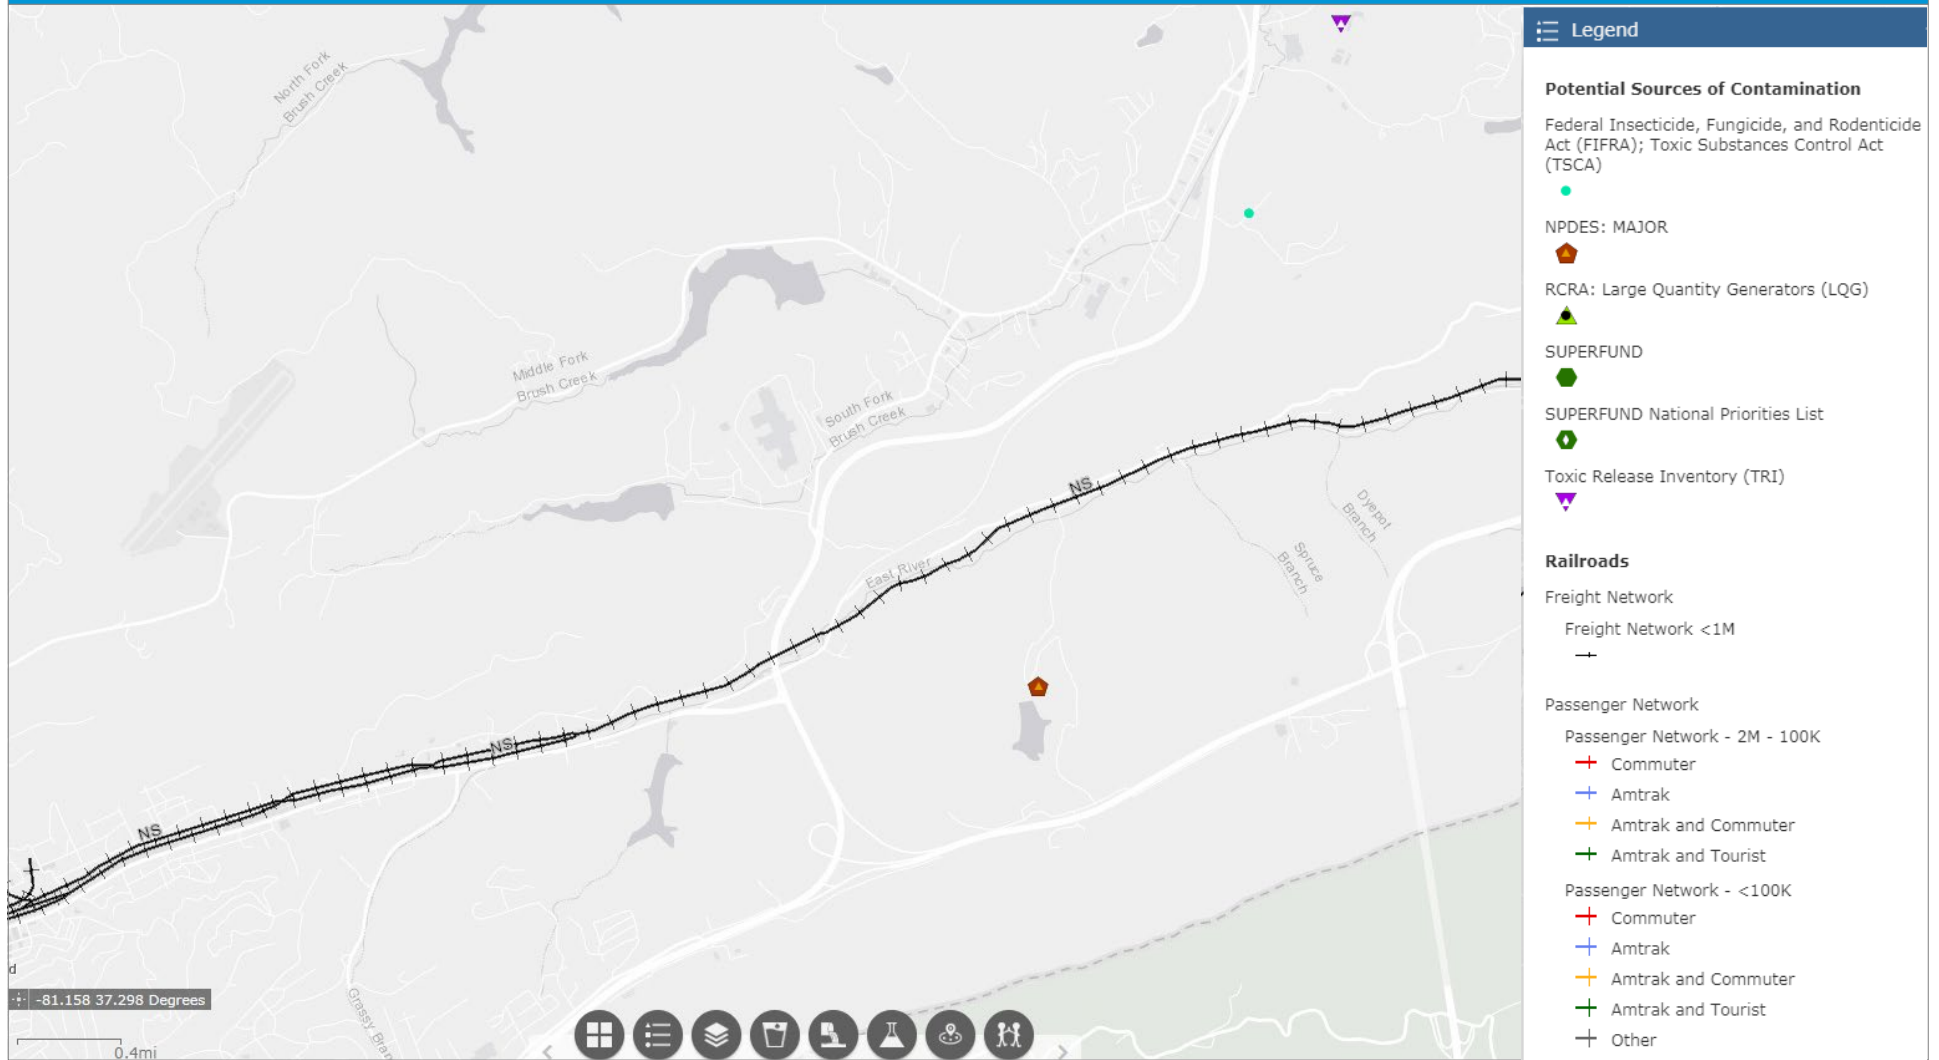 North Fork
Brush Creek
Middle Fork
Brush Creek
South Fork
Brush Creek
NS
East River
Dyepot
Branch
Spruce
Branch
NS
NS
d
Grassy Bran
-81.158 37.298 Degrees
0.4mi
Legend
Potential Sources of Contamination
Federal Insecticide, Fungicide, and Rodenticide
Act (FIFRA); Toxic Substances Control Act
(TSCA)
NPDES: MAJOR
RCRA: Large Quantity Generators (LQG)
SUPERFUND
SUPERFUND National Priorities List
Toxic Release Inventory (TRI)
Railroads
Freight Network
Freight Network <1M
Passenger Network
Passenger Network - 2M - 100K
Commuter
Amtrak
Amtrak and Commuter
Amtrak and Tourist
Passenger Network - <100K
Commuter
Amtrak
Amtrak and Commuter
Amtrak and Tourist
Other